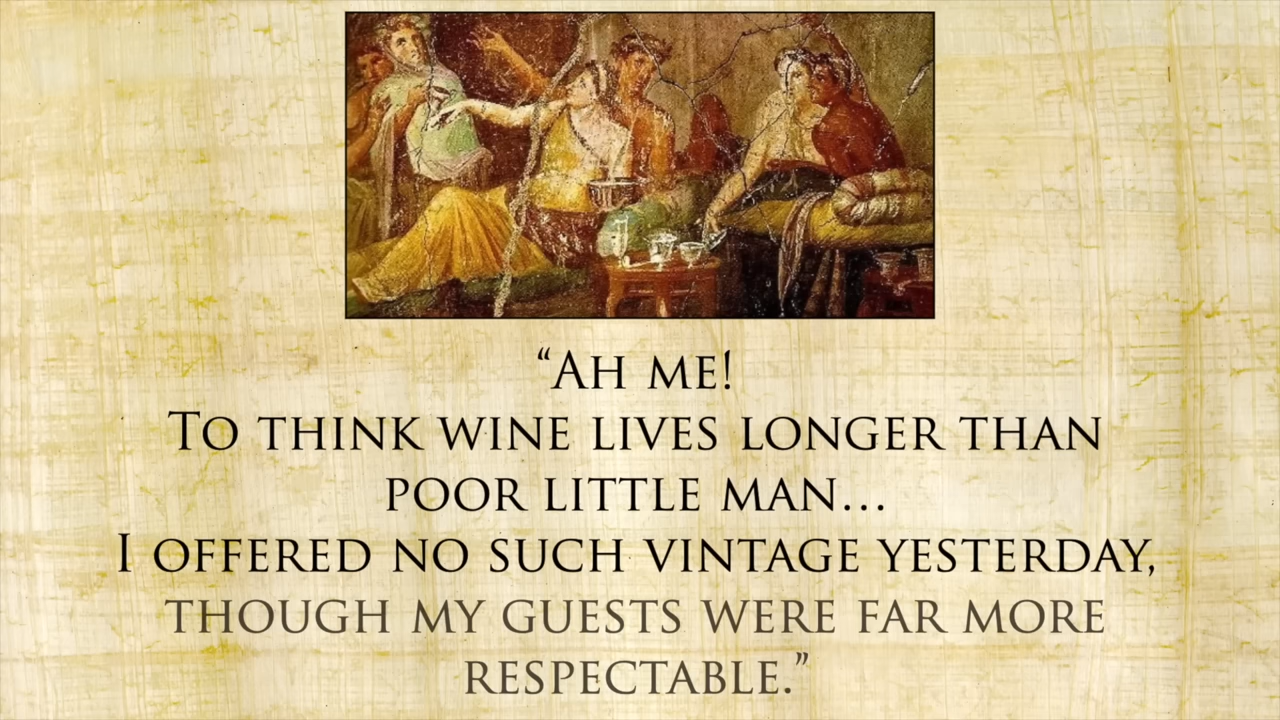 “Ah me!
To think wine lives longer than
poor little man...
I offered no such vintage yesterday,
though my guests were far more
respectable.”